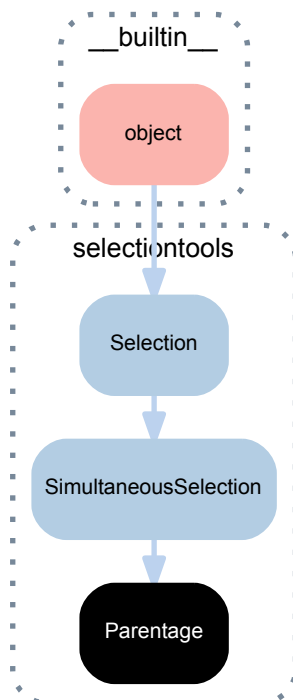 __builtin__
object
selectiontools
Selection
SimultaneousSelection
Parentage